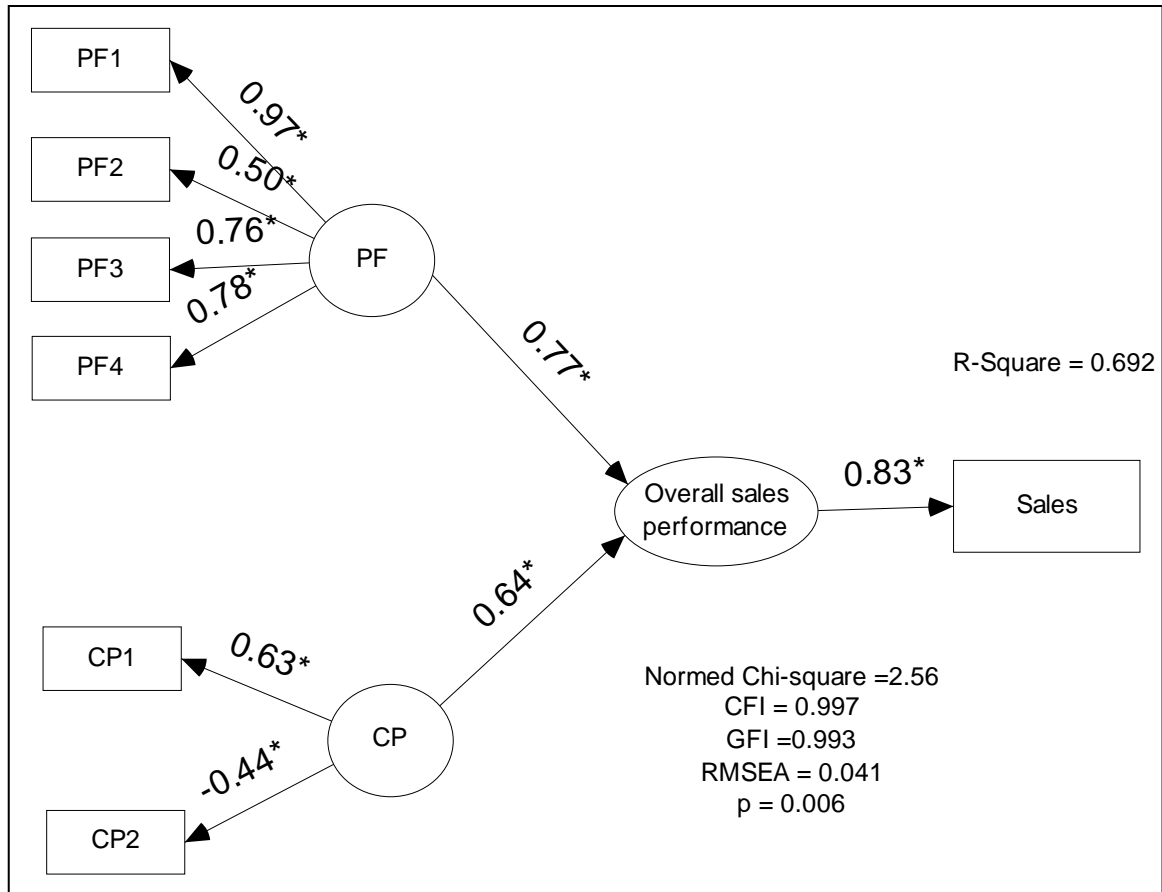 PF1
0.97*
PF2
0.50*
0.76*
PF3
PF
0.78*
PF4
0.77*
R-Square = 0.692
Overall sales
performance
0.83*
Sales
0.64*
CP1
0.63*
CP
-0.44*
CP2
Normed Chi-square =2.56
CFI = 0.997
GFI =0.993
RMSEA = 0.041
p = 0.006